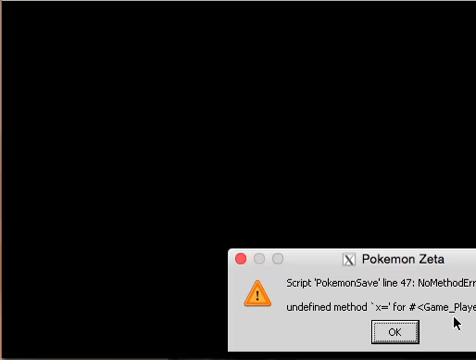 Pokemon Zeta
Script 'PokemonSave' line 47: NoMethodErr
undefined method `x=' for #<Game_Playe
OK